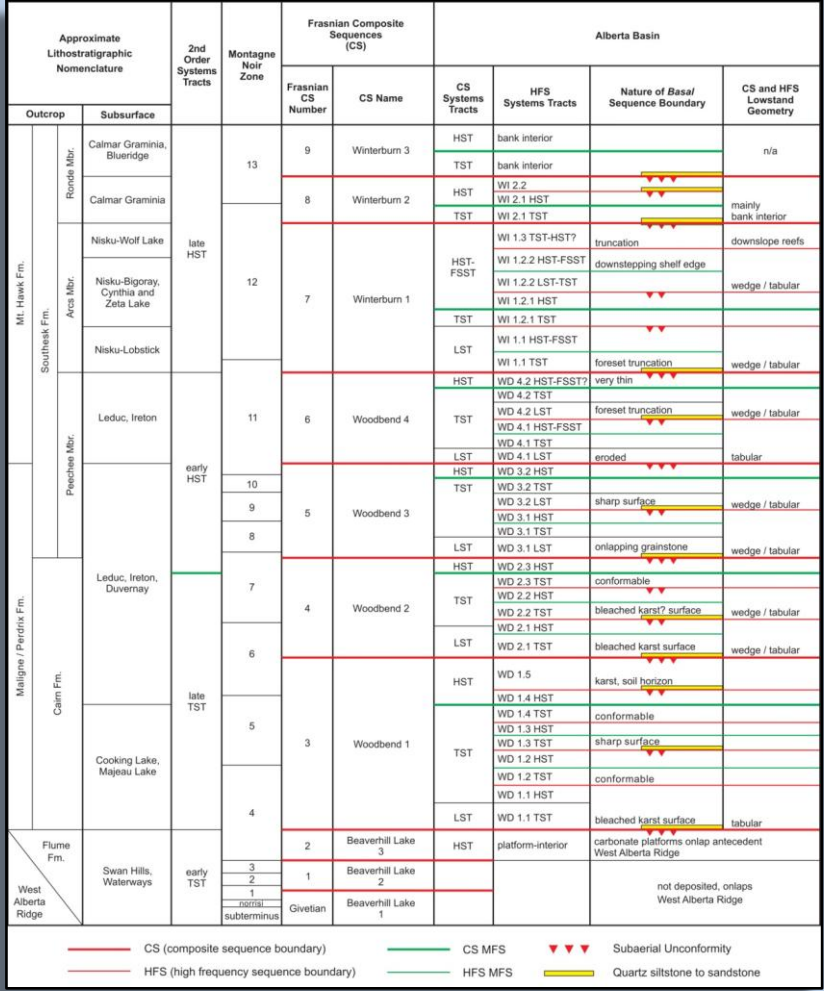 Approximate
Lithostratigraphic
Nomenclature
2nd
Order
Systems
Tracts
Montagne
Noir
Zone
Frasnian Composite
Sequences
(CS)
Alberta Basin
Outcrop
Subsurface
Frasnian
CS
Number
CS Name
CS
Systems
Tracts
HFS
Systems Tracts
Nature of Basal
Sequence Boundary
CS and HFS
Lowstand
Geometry
Mt. Hawk Fm.
Maligne / Perdrix Fm.
Southesk Fm.
Cairn Fm.
Ronde Mbr.
Arcs Mbr.
Peechee Mbr.
Flume
Fm.
West
Alberta
Ridge
Calmar Graminia,
Blueridge
Calmar Graminia
Nisku-Wolf Lake
Nisku-Bigoray,
Cynthia and
Zeta Lake
Nisku-Lobstick
Leduc, Ireton
Leduc, Ireton,
Duvernay
Cooking Lake,
Majeau Lake
Swan Hills,
Waterways
late
HST
early
HST
late
TST
early
TST
13
12
11
10
9
8
7
6
5
4
3
2
1
norrisi
subterminus
9
Winterburn 3
8
Winterburn 2
7
Winterburn 1
6
Woodbend 4
5
Woodbend 3
4
Woodbend 2
3
Woodbend 1
2
Beaverhill Lake
3
1
Beaverhill Lake
2
Givetian
Beaverhill Lake
1
HST
TST
HST
TST
HST-
FSST
TST
LST
HST
TST
LST
HST
TST
LST
HST
TST
LST
HST
TST
LST
HST
bank interior
bank interior
WI 2.2
WI 2.1 HST
WI 2.1 TST
WI 1.3 TST-HST?
WI 1.2.2 HST-FSST
WI 1.2.2 LST-TST
WI 1.2.1 HST
WI 1.2.1 TST
WI 1.1 HST-FSST
WI 1.1 TST
WD 4.2 HST-FSST?
WD 4.2 TST
WD 4.2 LST
WD 4.1 HST-FSST
WD 4.1 TST
WD 4.1 LST
WD 3.2 HST
WD 3.2 TST
WD 3.2 LST
WD 3.1 HST
WD 3.1 TST
WD 3.1 LST
WD 2.3 HST
WD 2.3 TST
WD 2.2 HST
WD 2.2 TST
WD 2.1 HST
WD 2.1 TST
WD 1.5
WD 1.4 HST
WD 1.4 TST
WD 1.3 HST
WD 1.3 TST
WD 1.2 HST
WD 1.2 TST
WD 1.1 HST
WD 1.1 TST
platform-interior
truncation
downstepping shelf edge
foreset truncation
very thin
foreset truncation
eroded
sharp surface
onlapping grainstone
conformable
bleached karst? surface
bleached karst surface
karst, soil horizon
conformable
sharp surface
conformable
bleached karst surface
carbonate platforms onlap antecedent
West Alberta Ridge
not deposited, onlaps
West Alberta Ridge
n/a
mainly
bank interior
downslope reefs
wedge / tabular
wedge / tabular
wedge / tabular
tabular
wedge / tabular
wedge / tabular
wedge / tabular
wedge / tabular
tabular
CS (composite sequence boundary)
CS MFS
Subaerial Unconformity
HFS (high frequency sequence boundary)
HFS MFS
Quartz siltstone to sandstone